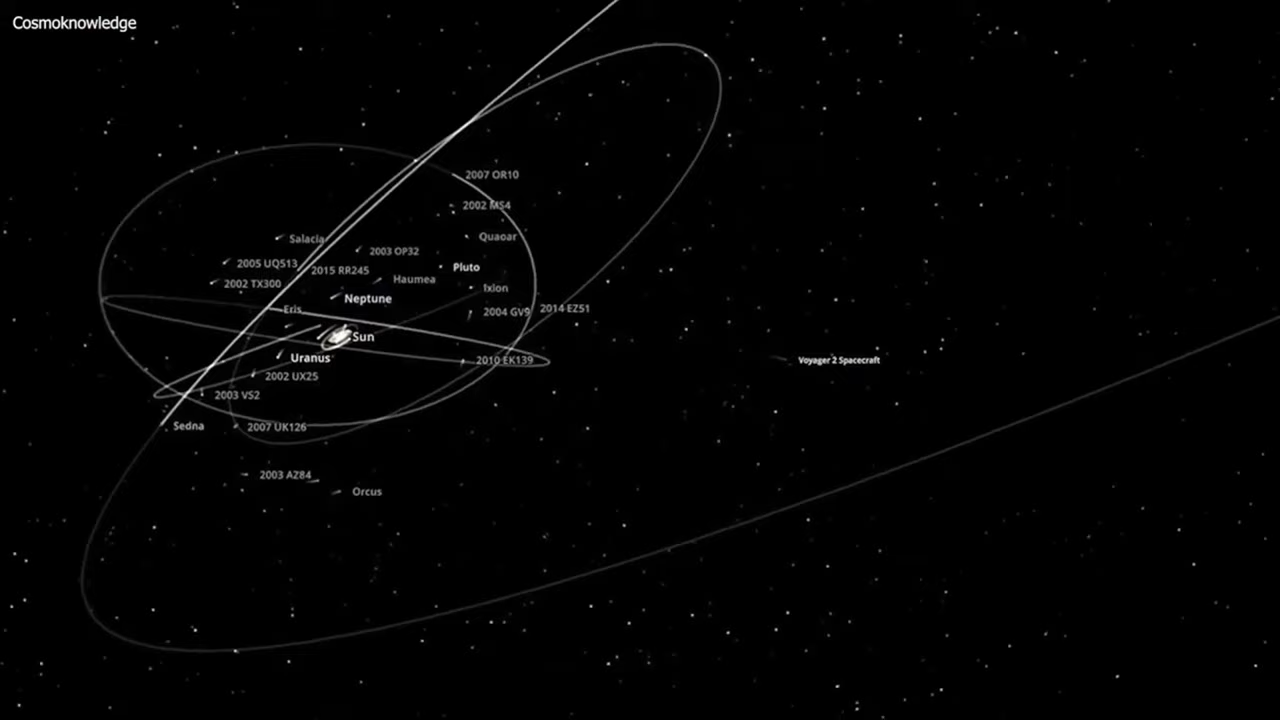 Cosmoknowledge
2007 OR10
2002 MS4
Quaoar
Salacia
2003 OP32
2005 UQ513
2015 RR245
Pluto
2002 TX300
Haumea
Ixion
Neptune
Eris
2004 GV9
2014 EZ51
Sun
Uranus
2010 EK139
Voyager 2 Spacecraft
2002 UX25
2003 VS2
Sedna
2007 UK126
2003 AZ84
Orcus